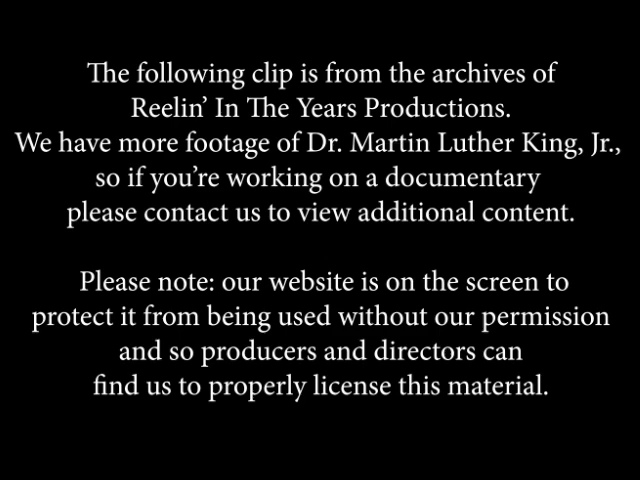 The following clip is from the archives of
Reelin’ In The Years Productions.
We have more footage of Dr. Martin Luther King, Jr.,
so if you’re working on a documentary
please contact us to view additional content.
Please note: our website is on the screen to
protect it from being used without our permission
and so producers and directors can
find us to properly license this material.